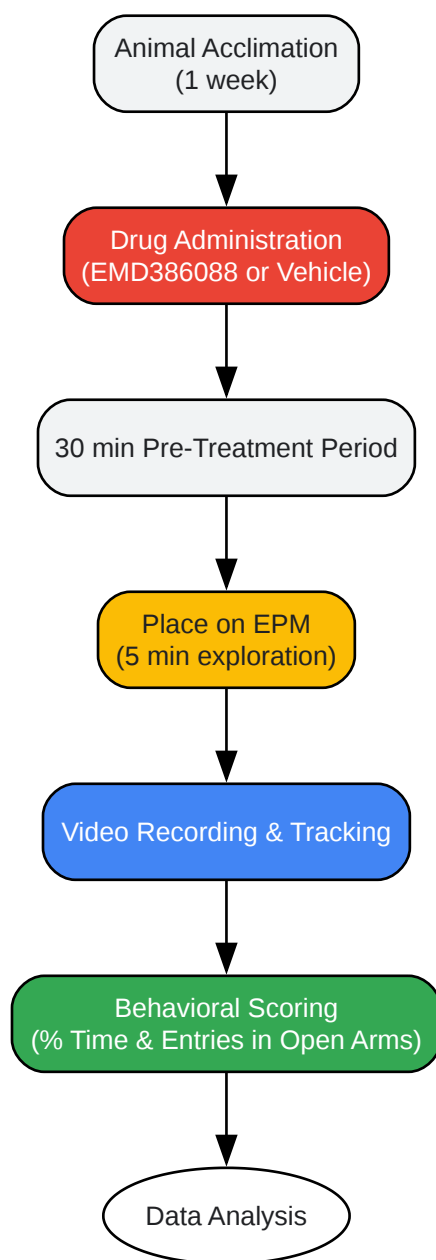 Animal Acclimation
(1 week)
Drug Administration
(EMD386088 or Vehicle)
30 min Pre-Treatment Period
Place on EPM
(5 min exploration)
Video Recording & Tracking
Behavioral Scoring
(% Time & Entries in Open Arms)
Data Analysis